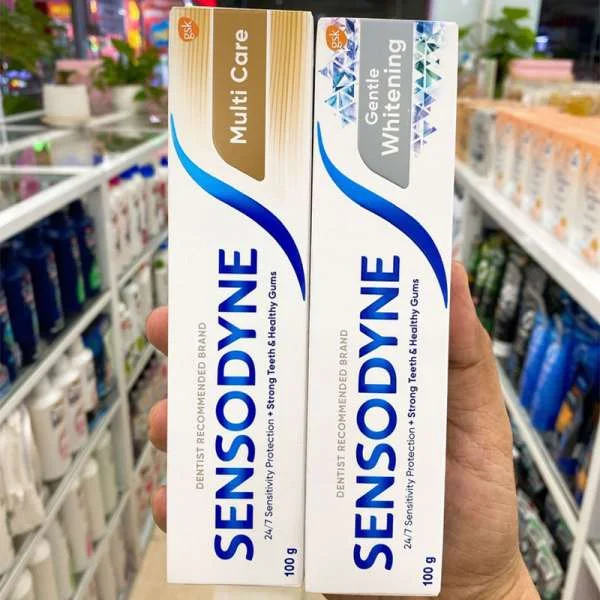 gsk
Multi Care
DENTIST RECOMMENDED BRAND
SENSODYNE
24/7 Sensitivity Protection + Strong Teeth & Healthy Gums
100 g
gsk
Gentle
Whitening
DENTIST RECOMMENDED BRAND
SENSODYNE
24/7 Sensitivity Protection + Strong Teeth & Healthy Gums
100 g